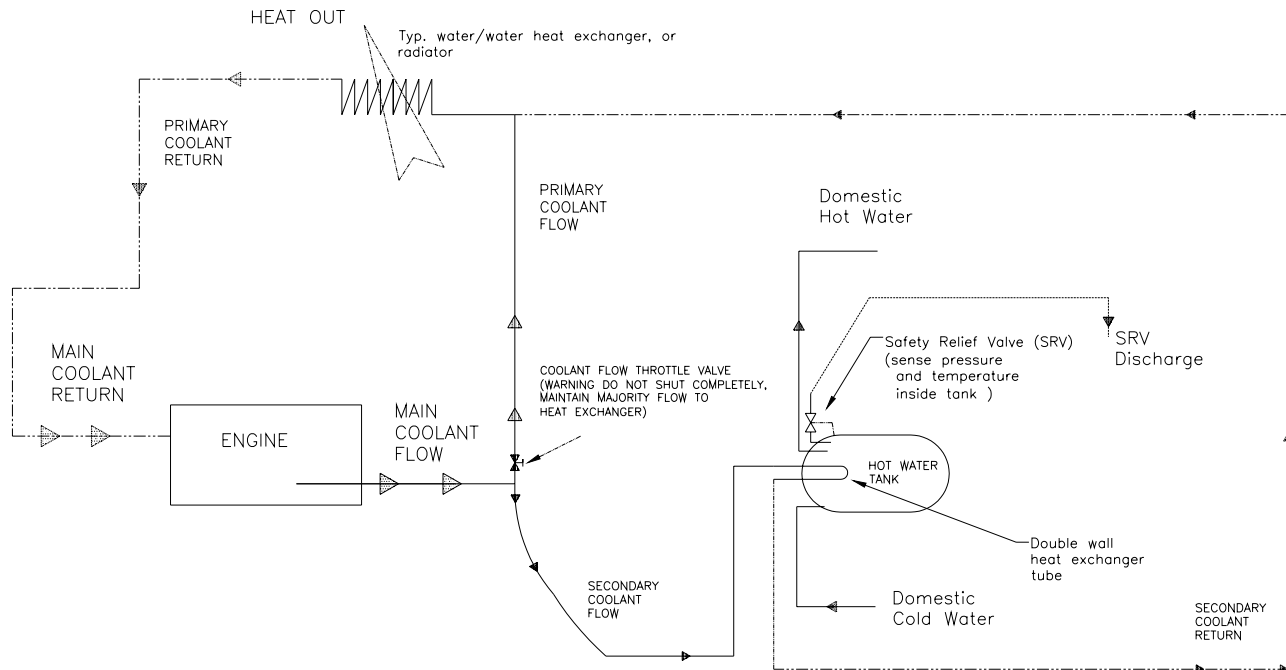 HEAT OUT
Typ. water/water heat exchanger, or
radiator
PRIMARY
COOLANT
RETURN
PRIMARY
COOLANT
FLOW
Domestic
Hot Water
MAIN
COOLANT
RETURN
Safety Relief Valve (SRV)
(sense pressure
and temperature
inside tank )
SRV
Discharge
COOLANT FLOW THROTTLE VALVE
(WARNING DO NOT SHUT COMPLETELY,
MAINTAIN MAJORITY FLOW TO
HEAT EXCHANGER)
ENGINE
MAIN
COOLANT
FLOW
HOT WATER
TANK
Double wall
heat exchanger
tube
SECONDARY
COOLANT
FLOW
Domestic
Cold Water
SECONDARY
COOLANT
RETURN